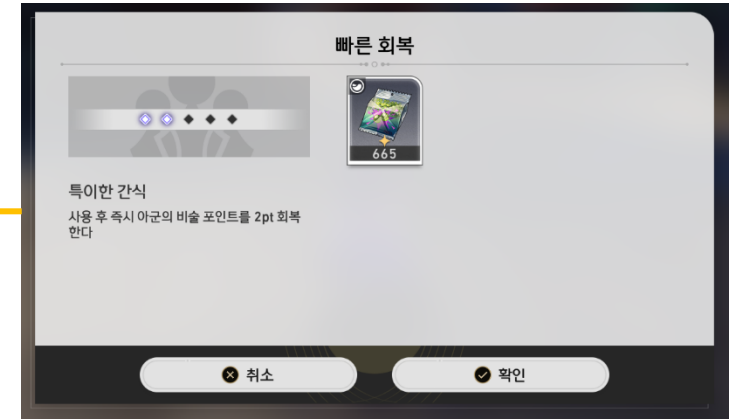 빠른 회복
665
특이한 간식
사용 후 즉시 아군의 비술 포인트를 2pt 회복
한다
취소
확인